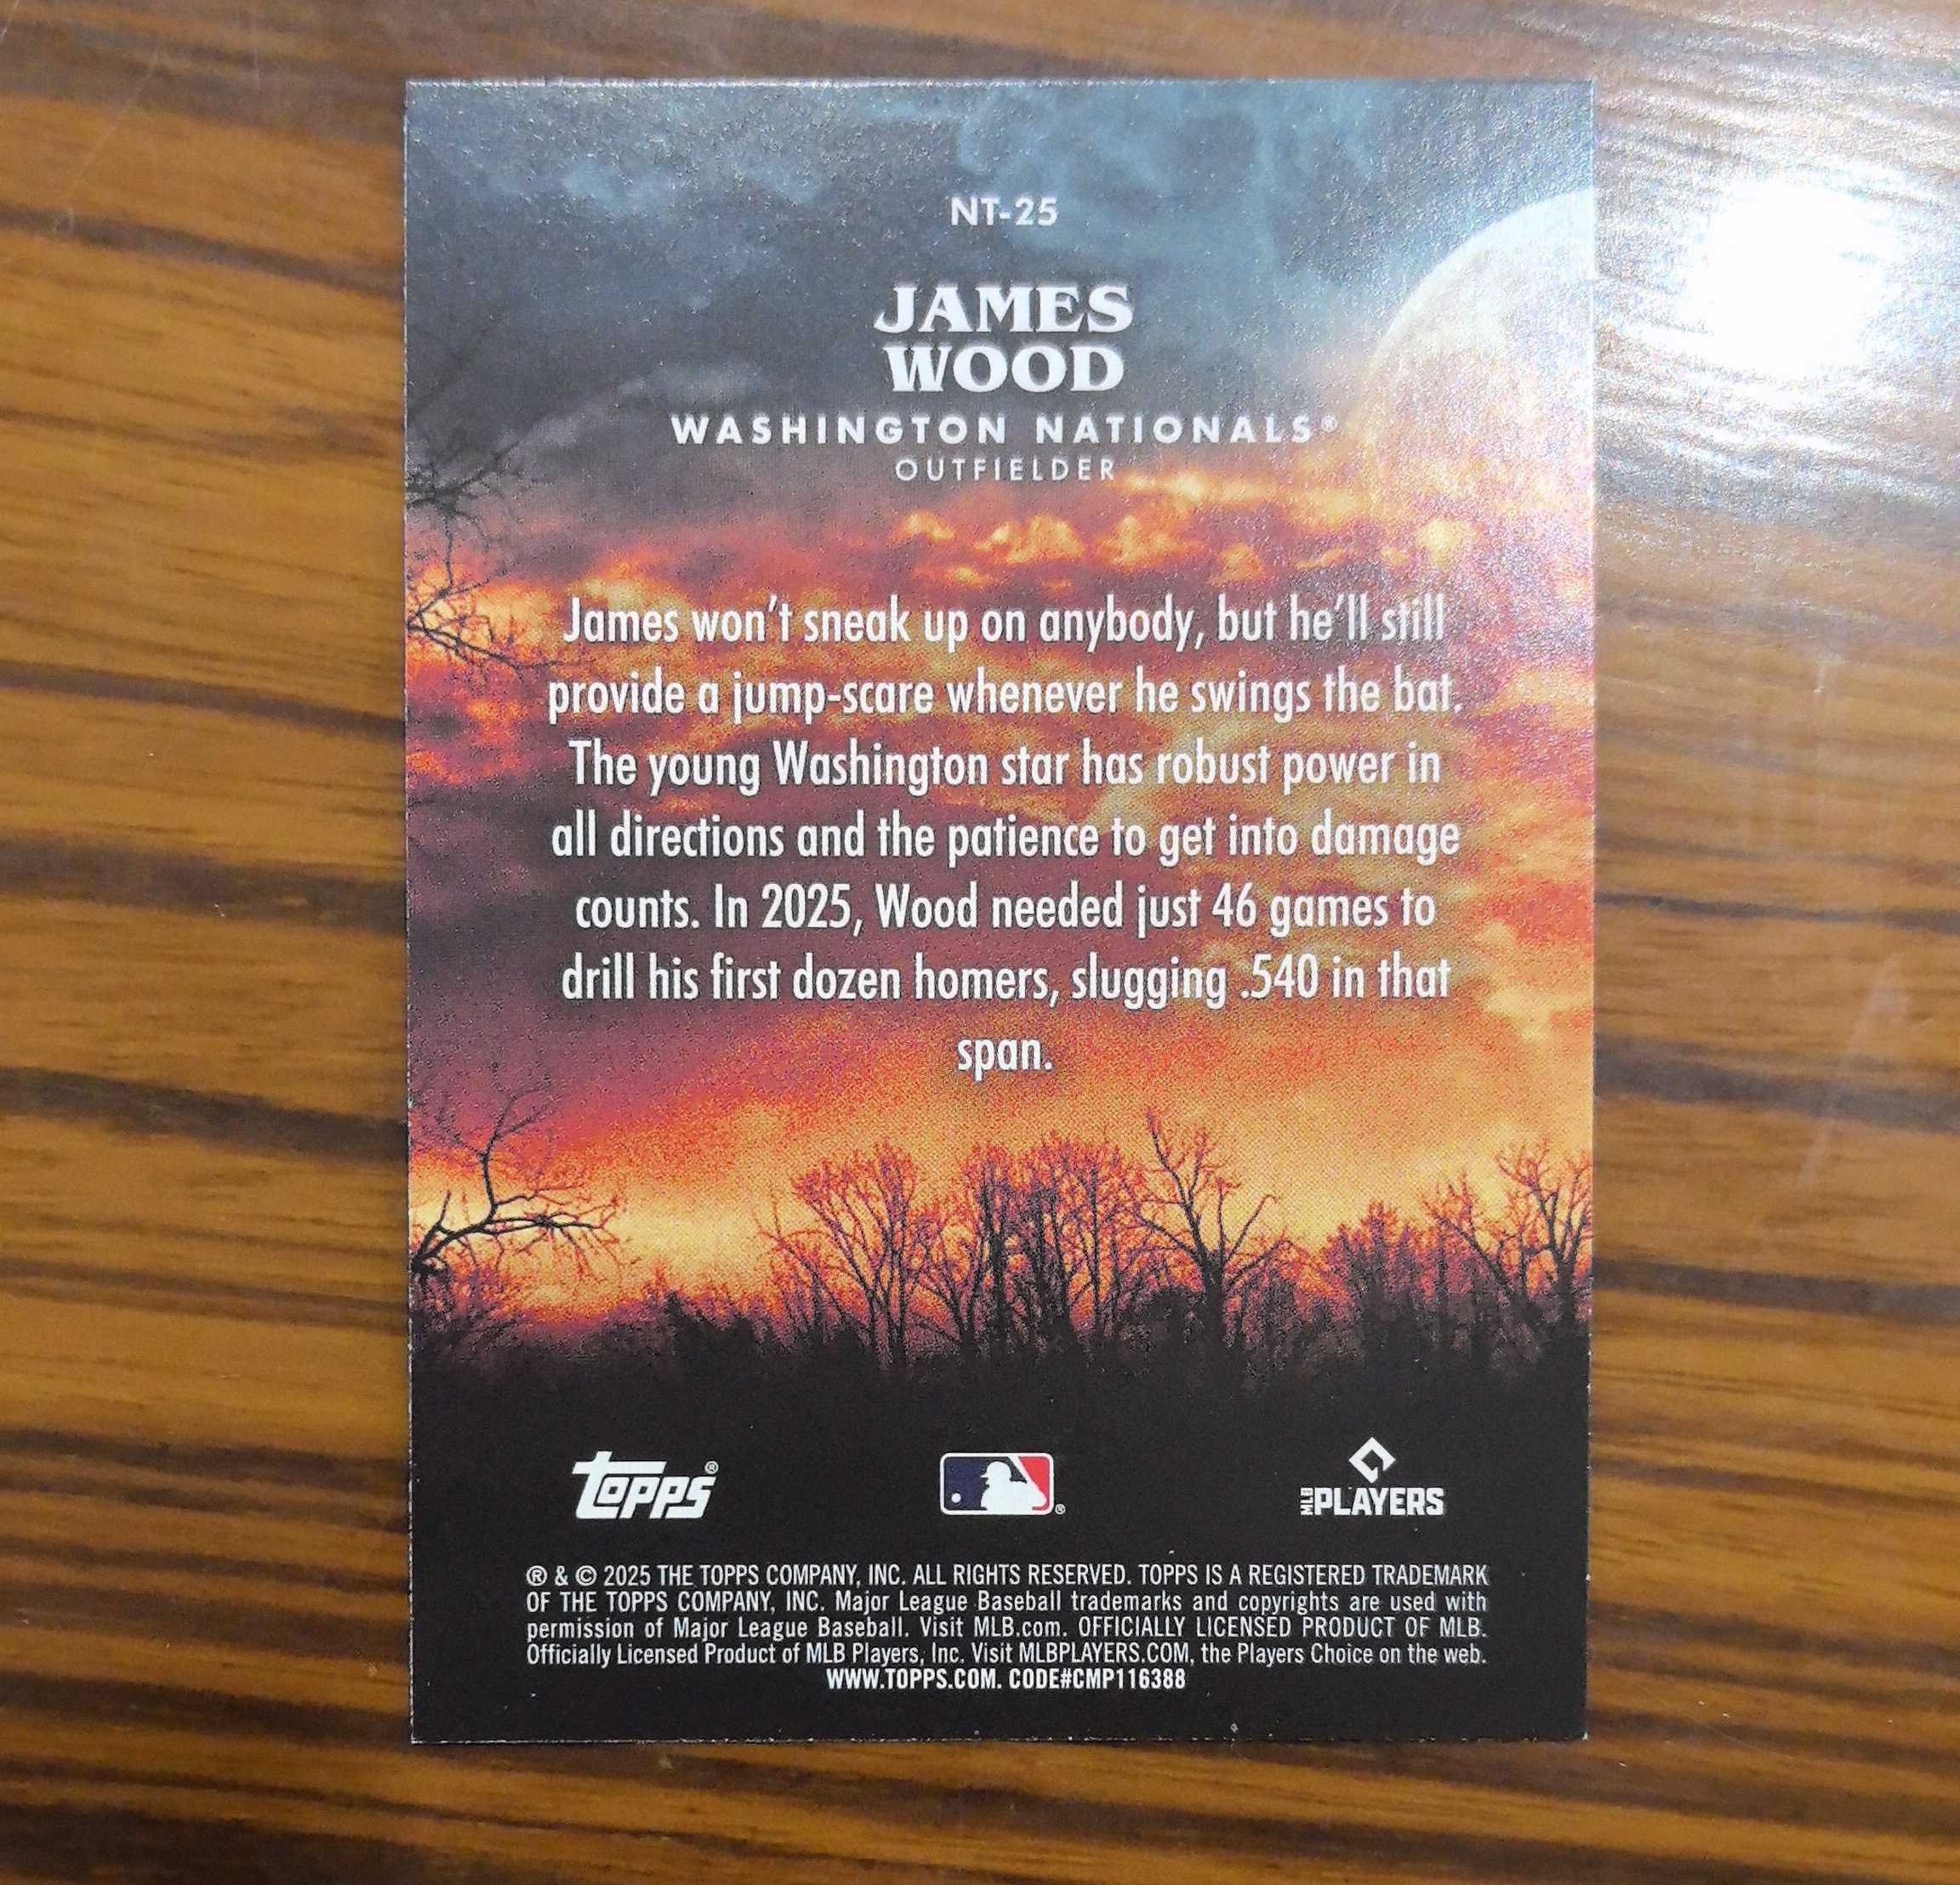 NT-25
JAMES
WOOD
WASHINGTON NATIONALS®
OUTFIELDER
James won't sneak up on anybody, but he'll still
provide a jump-scare whenever he swings the bat.
The young Washington star has robust power in
all directions and the patience to get into damage
counts. In 2025, Wood needed just 46 games to
drill his first dozen homers, slugging .540 in that
span.
topps® ® MLB PLAYERS
® & © 2025 THE TOPPS COMPANY, INC. ALL RIGHTS RESERVED. TOPPS IS A REGISTERED TRADEMARK
OF THE TOPPS COMPANY, INC. Major League Baseball trademarks and copyrights are used with
permission of Major League Baseball. Visit MLB.com. OFFICIALLY LICENSED PRODUCT OF MLB.
Officially Licensed Product of MLB Players, Inc. Visit MLBPLAYERS.COM, the Players Choice on the web.
WWW.TOPPS.COM. CODE#CMP116388